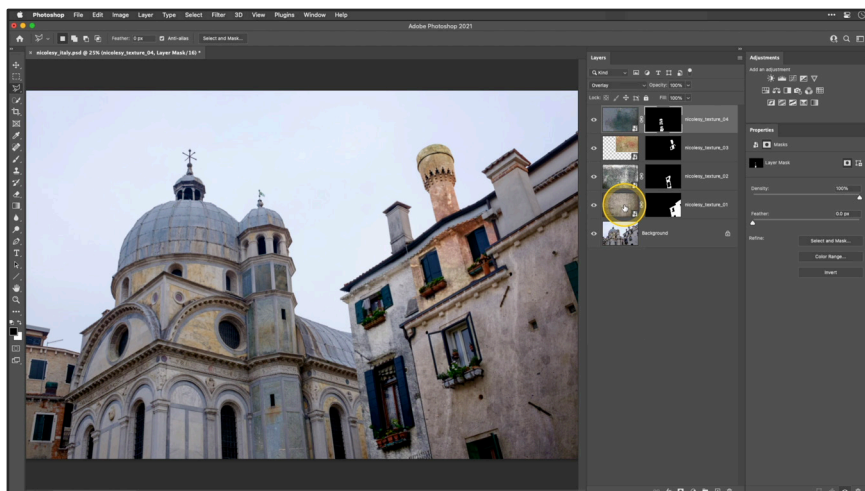 Photoshop File Edit Image Layer Type Select Filter 3D View Plugins Window Help
Adobe Photoshop 2021
Feather: 0 px Anti-alias Select and Mask...
nicolesy_italy.psd @ 25% (nicolesy_texture_04, Layer Mask/16) *
Layers
Kind
Overlay Opacity: 100%
Lock: Fill: 100%
nicolesy_texture_04
nicolesy_texture_03
nicolesy_texture_02
nicolesy_texture_01
Background
Adjustments
Add an adjustment
Properties
Masks
Layer Mask
Density: 100%
Feather: 0.0 px
Refine: Select and Mask...
Color Range...
Invert